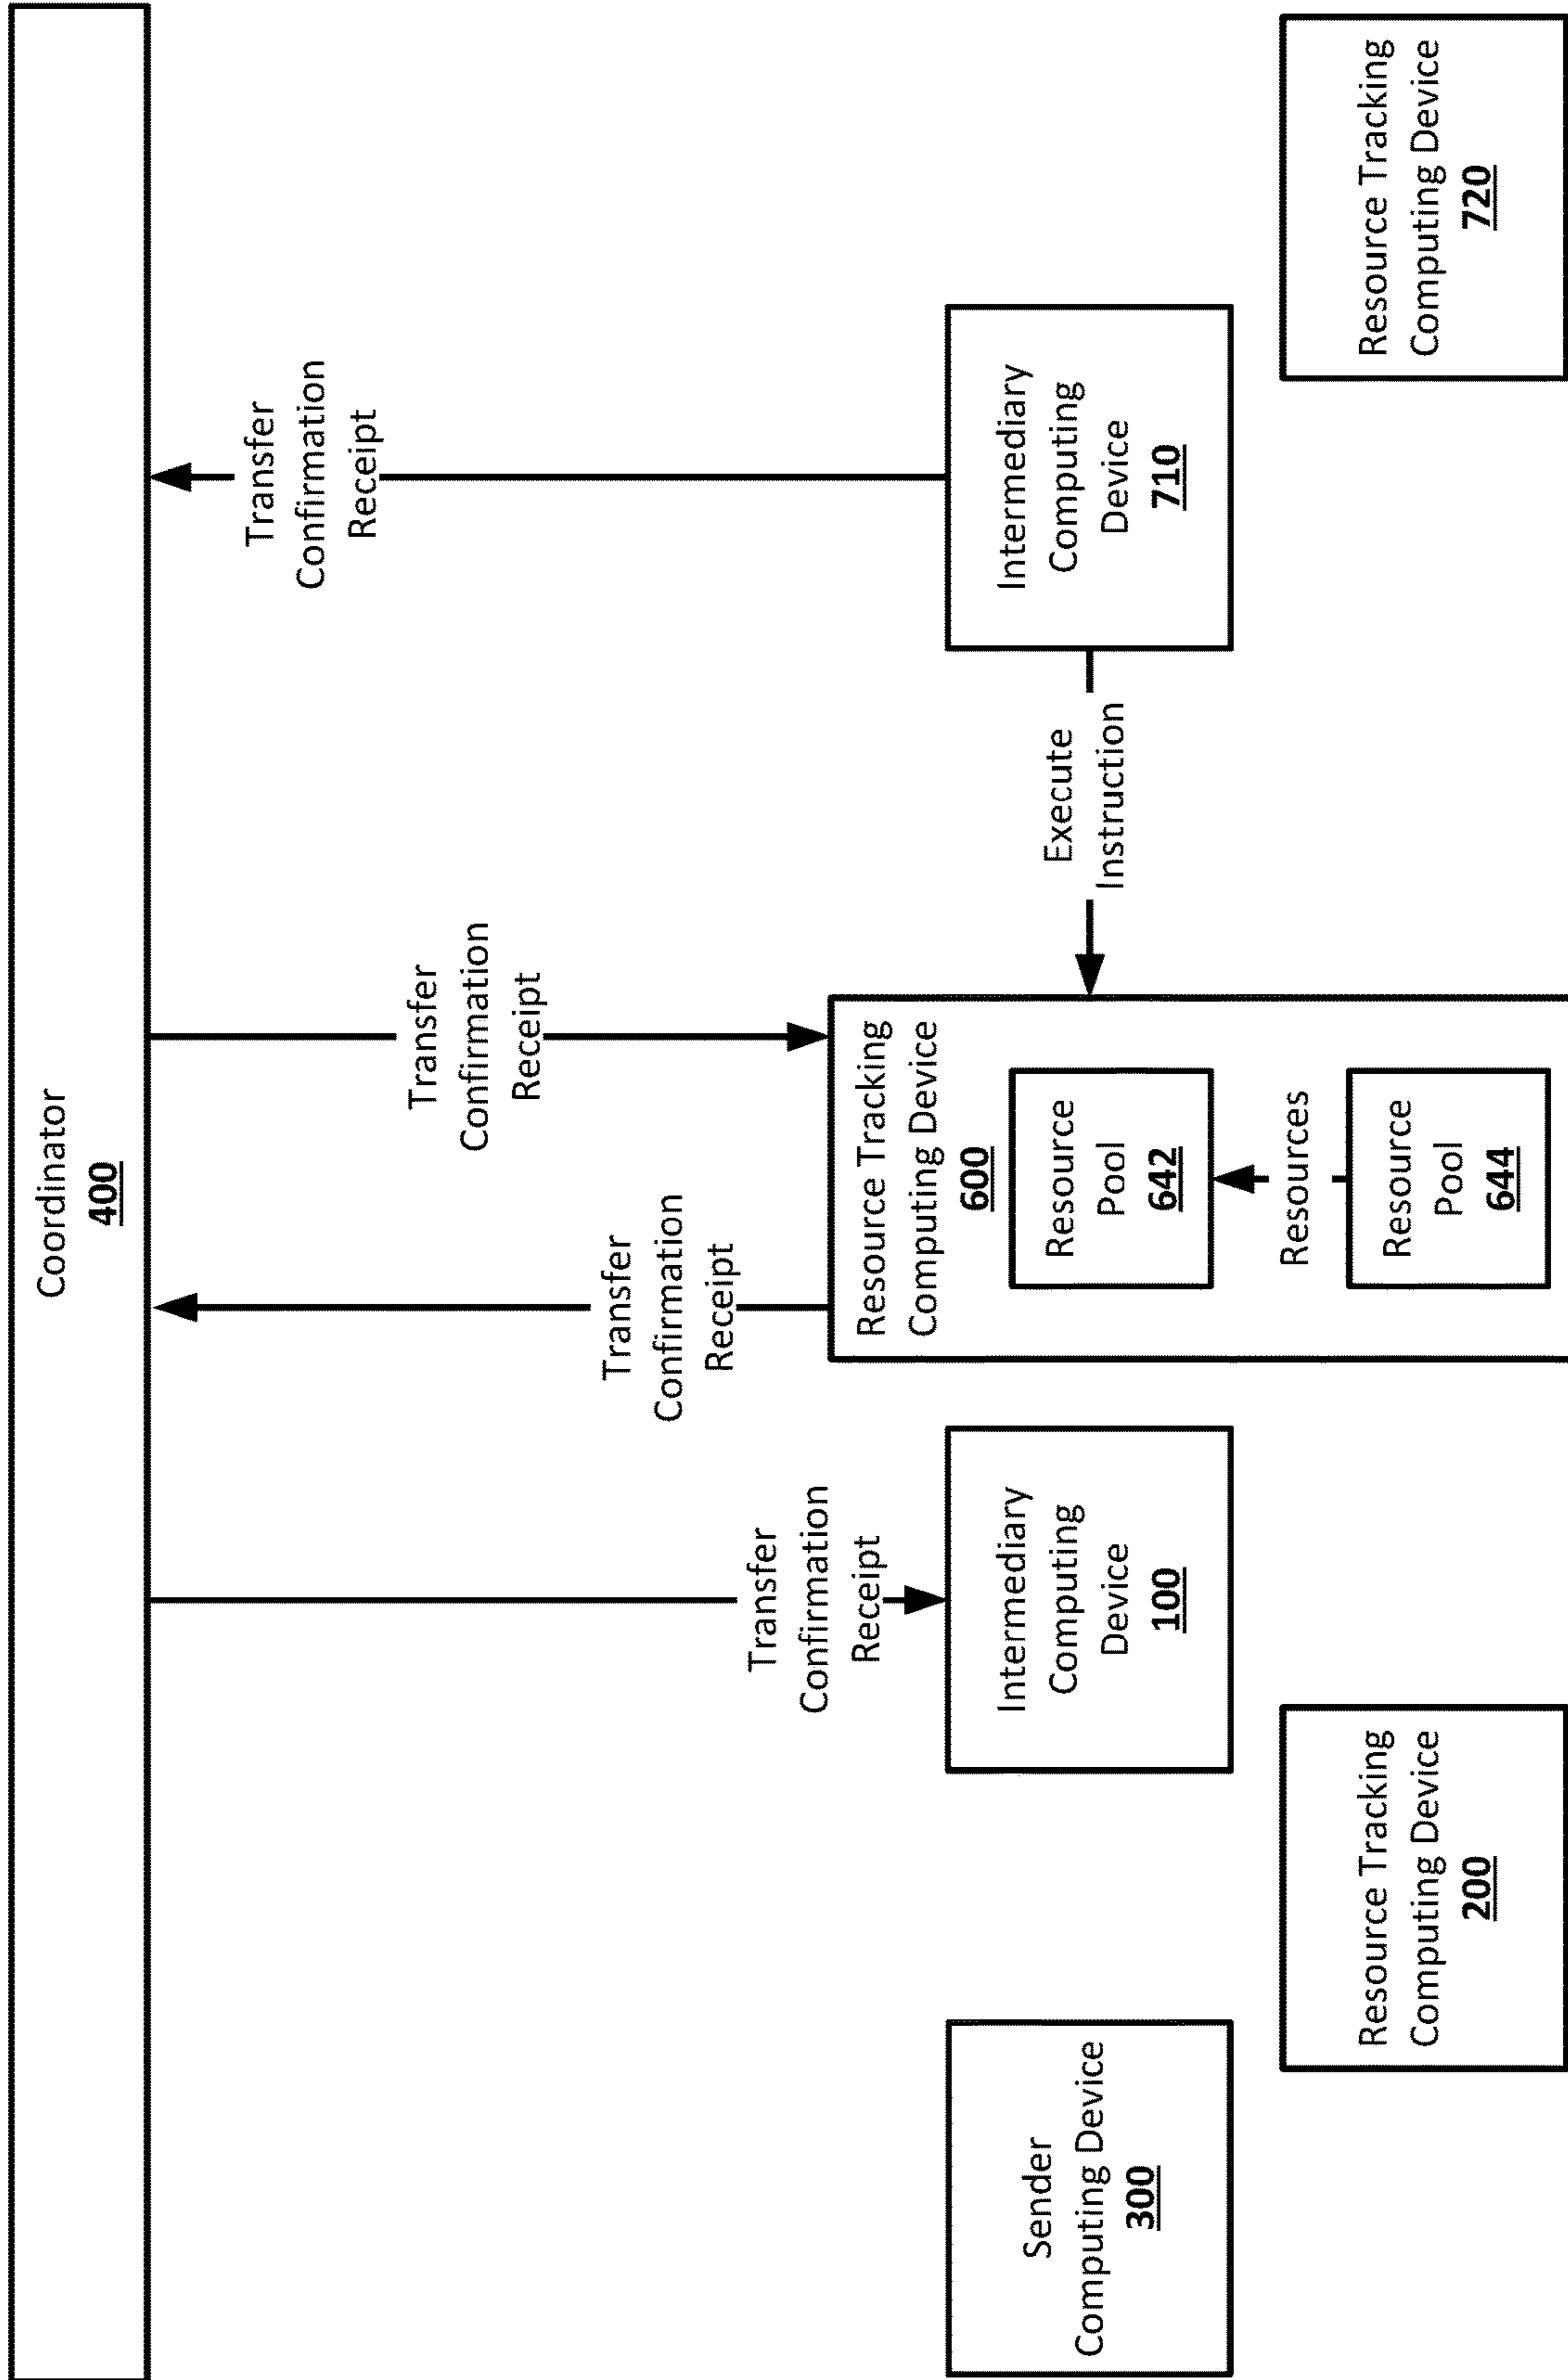 Coordinator
400
Transfer
Confirmation
Receipt
Transfer
Confirmation
Receipt
Transfer
Confirmation
Receipt
Transfer
Confirmation
Receipt
Sender
Computing Device
300
Resource Tracking
Computing Device
200
Intermediary
Computing
Device
100
Resource Tracking
Computing Device
600
Resource
Pool
642
Resources
Resource
Pool
644
Execute
Instruction
Intermediary
Computing
Device
710
Resource Tracking
Computing Device
720